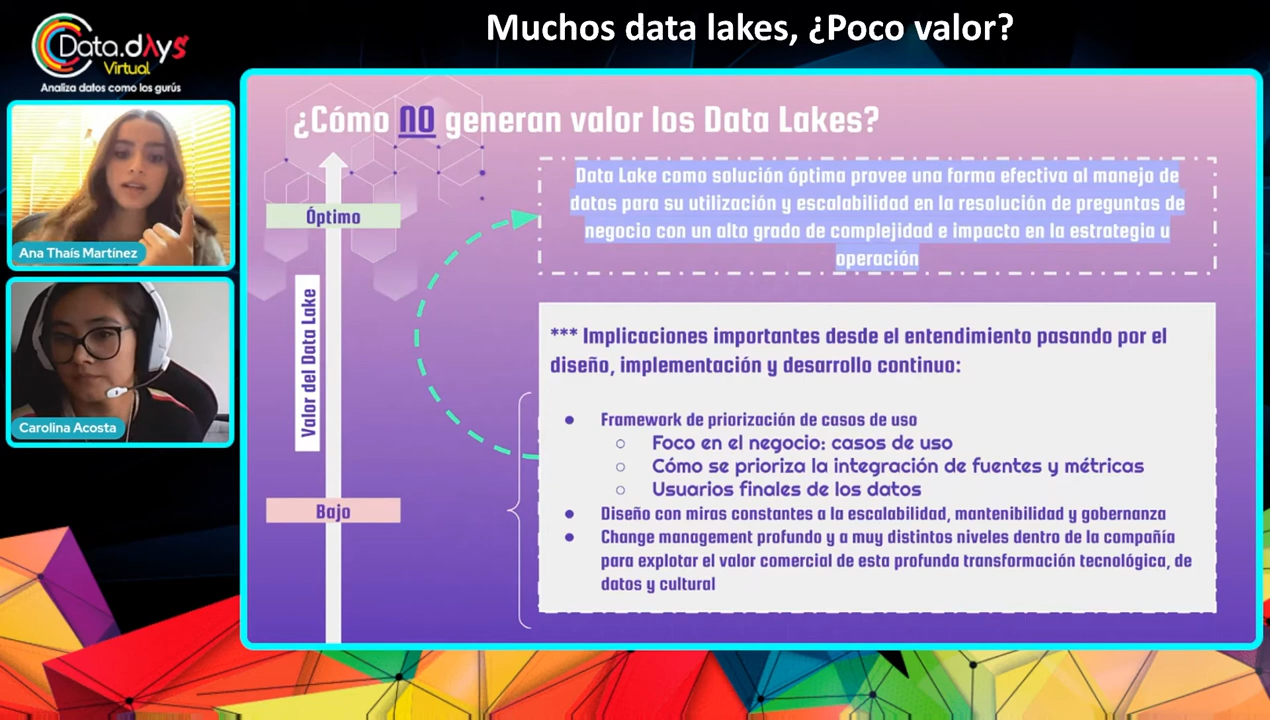 Muchos data lakes, ¿Poco valor?
Data.dAys
Virtual
Analiza datos como los gurús
Ana Thaís Martínez
Carolina Acosta
¿Cómo NO generan valor los Data Lakes?
Óptimo
Valor del Data Lake
Bajo
Data Lake como solución óptima provee una forma efectiva al manejo de
datos para su utilización y escalabilidad en la resolución de preguntas de
negocio con un alto grado de complejidad e impacto en la estrategia y
operación
*** Implicaciones importantes desde el entendimiento pasando por el
diseño, implementación y desarrollo continuo:
● Framework de priorización de casos de uso
○ Foco en el negocio: casos de uso
○ Cómo se prioriza la integración de fuentes y métricas
○ Usuarios finales de los datos
● Diseño con miras constantes a la escalabilidad, mantenibilidad y gobernanza
● Change management profundo y a muy distintos niveles dentro de la compañía
para explotar el valor comercial de esta profunda transformación tecnológica, de
datos y cultural